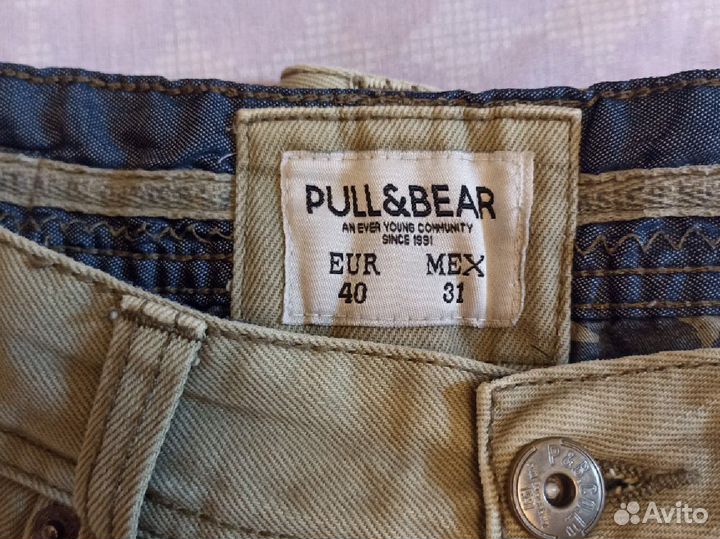 PULL&BEAR
AN EVER YOUNG COMMUNITY
SINCE 1991
EUR MEX
40 31
Avito